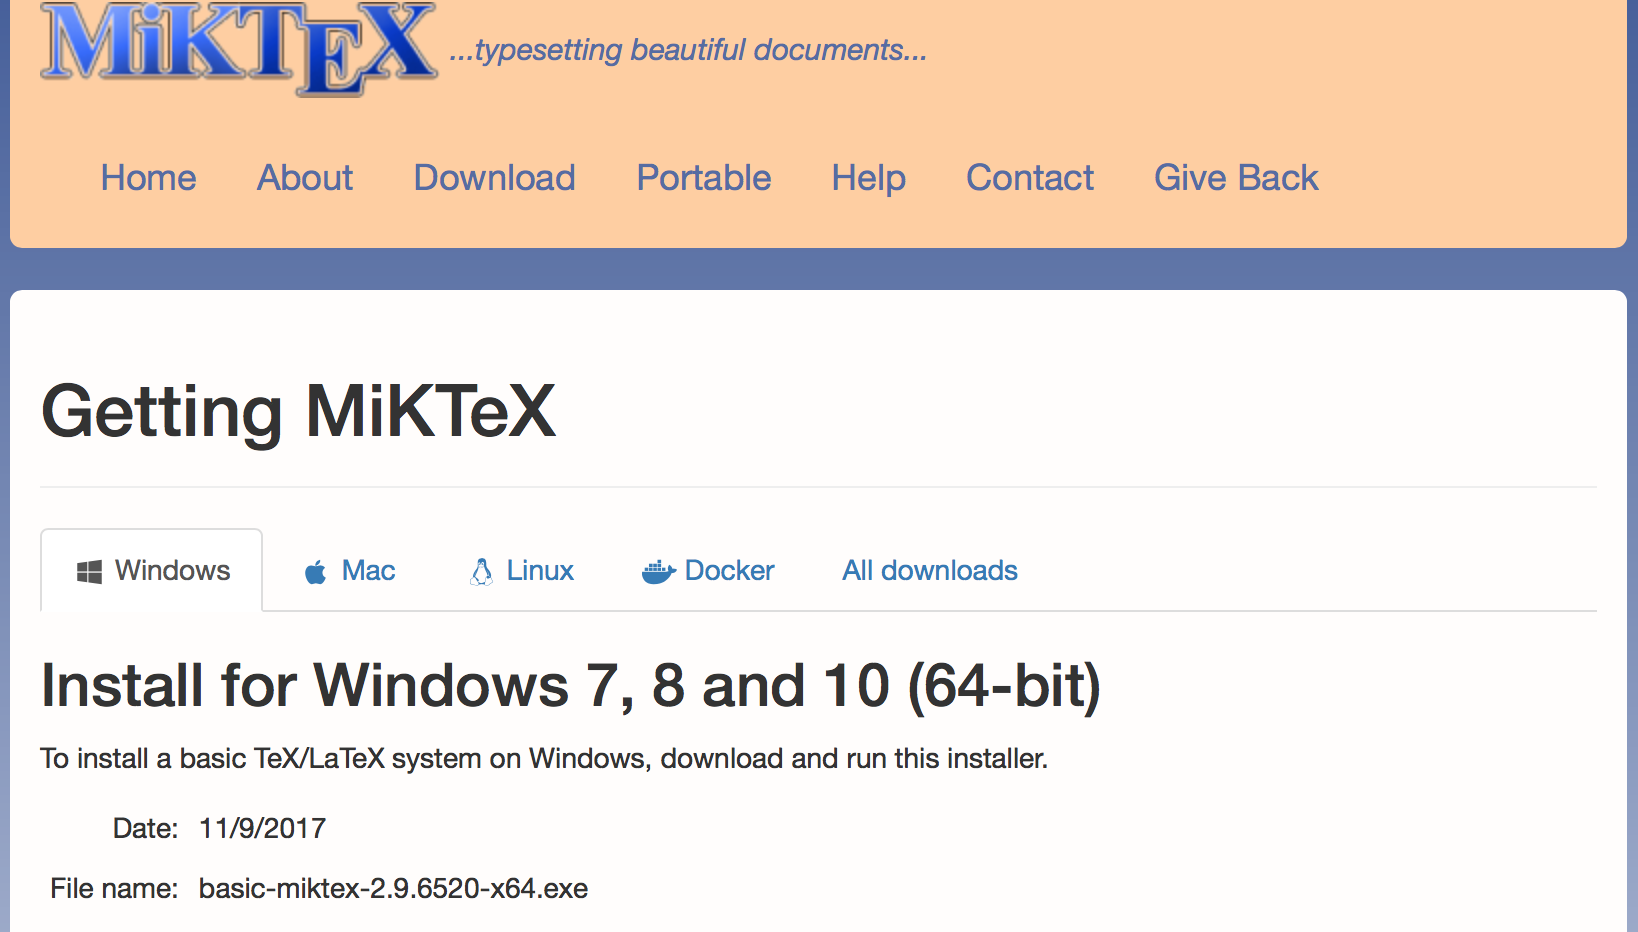 MiKTEX ...typesetting beautiful documents...
Home About Download Portable Help Contact Give Back
Getting MiKTeX
Windows Mac Linux Docker All downloads
Install for Windows 7, 8 and 10 (64-bit)
To install a basic TeX/LaTeX system on Windows, download and run this installer.
Date: 11/9/2017
File name: basic-miktex-2.9.6520-x64.exe